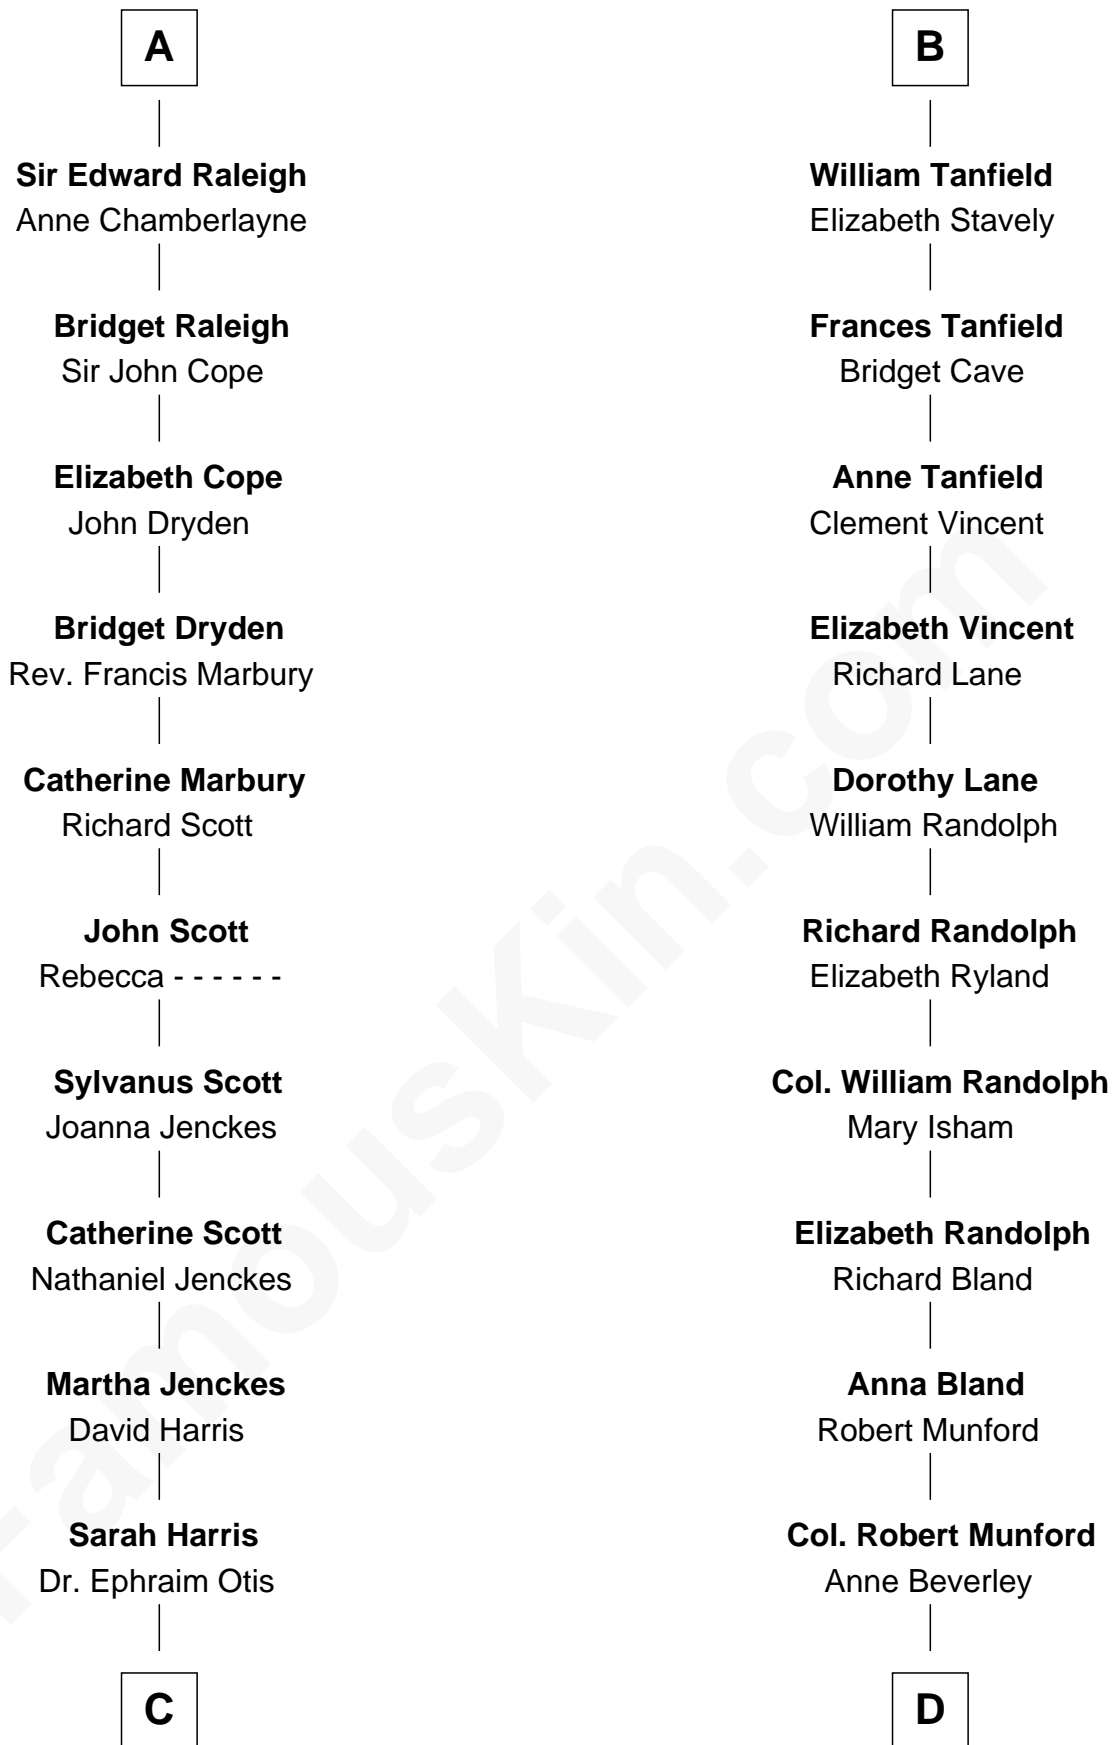 A
Sir Edward Raleigh
Anne Chamberlayne
Bridget Raleigh
Sir John Cope
Elizabeth Cope
John Dryden
Bridget Dryden
Rev. Francis Marbury
Catherine Marbury
Richard Scott
John Scott
Rebecca - - - - - -
Sylvanus Scott
Joanna Jenckes
Catherine Scott
Nathaniel Jenckes
Martha Jenckes
David Harris
Sarah Harris
Dr. Ephraim Otis
C
B
William Tanfield
Elizabeth Stavely
Frances Tanfield
Bridget Cave
Anne Tanfield
Clement Vincent
Elizabeth Vincent
Richard Lane
Dorothy Lane
William Randolph
Richard Randolph
Elizabeth Ryland
Col. William Randolph
Mary Isham
Elizabeth Randolph
Richard Bland
Anna Bland
Robert Munford
Col. Robert Munford
Anne Beverley
D
FamousKin.com